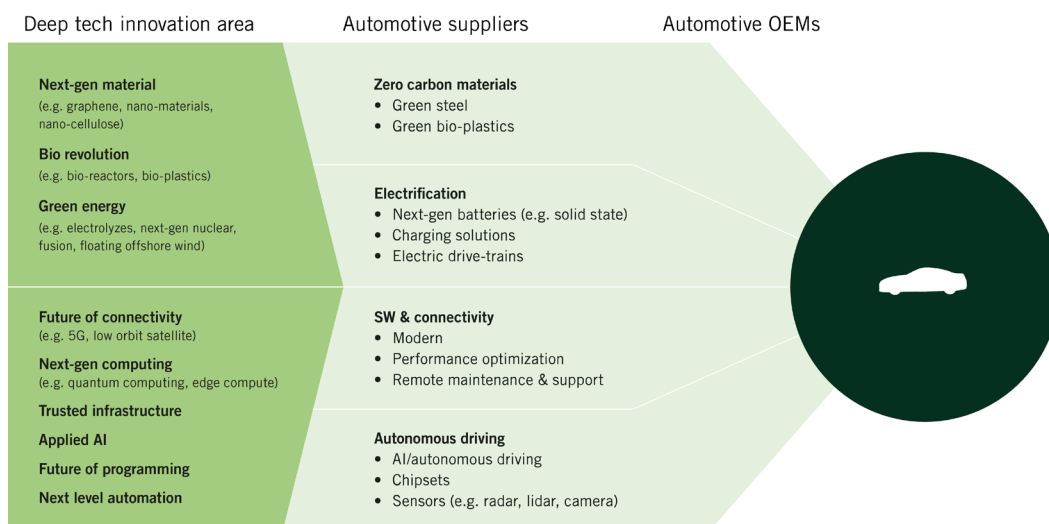 Deep tech innovation area
Automotive suppliers
Automotive OEMs
Next-gen material
(e.g. graphene, nano-materials,
nano-cellulose)
Bio revolution
(e.g. bio-reactors, bio-plastics)
Green energy
(e.g. electrolyzes, next-gen nuclear,
fusion, floating offshore wind)
Future of connectivity
(e.g. 5G, low orbit satellite)
Next-gen computing
(e.g. quantum computing, edge compute)
Trusted infrastructure
Applied AI
Future of programming
Next level automation
Zero carbon materials
• Green steel
• Green bio-plastics
Electrification
• Next-gen batteries (e.g. solid state)
• Charging solutions
• Electric drive-trains
SW & connectivity
• Modern
• Performance optimization
• Remote maintenance & support
Autonomous driving
• AI/autonomous driving
• Chipsets
• Sensors (e.g. radar, lidar, camera)